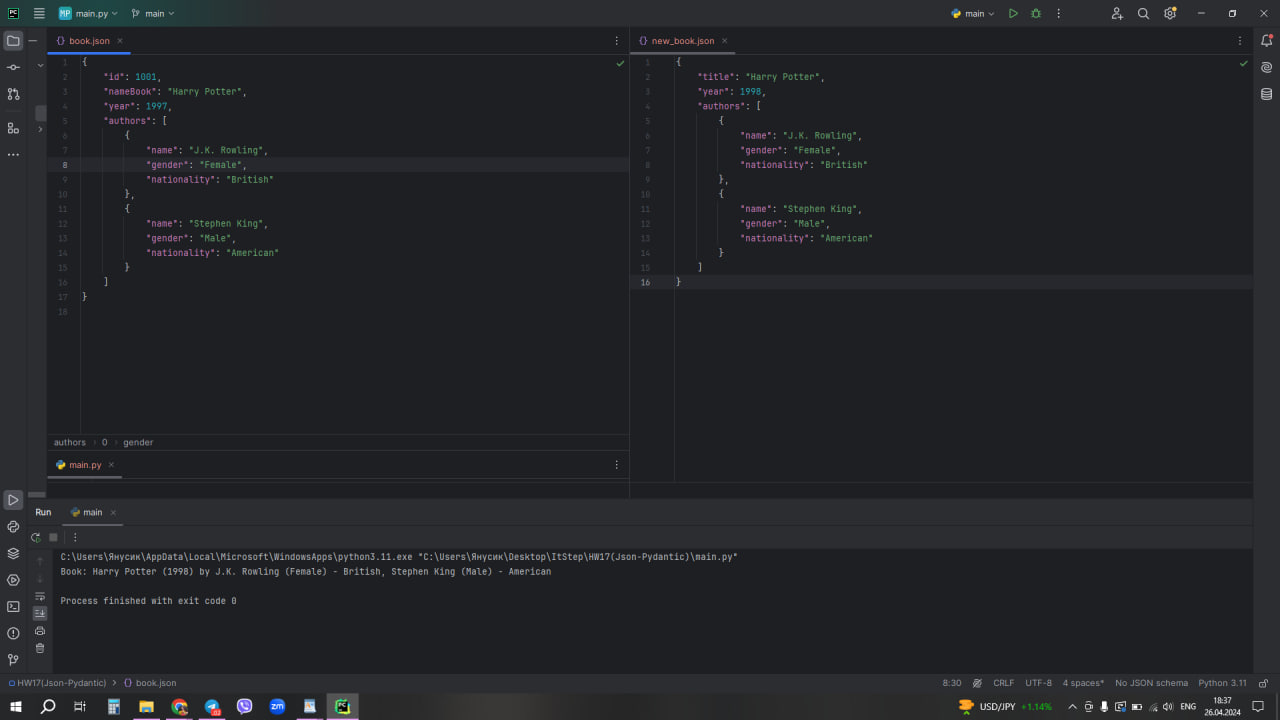 PC
MP main.py
main
main
book.json
1 {
2 "id": 1001,
3 "nameBook": "Harry Potter",
4 "year": 1997,
5 "authors": [
6 {
7 "name": "J.K. Rowling",
8 "gender": "Female",
9 "nationality": "British"
10 },
11 {
12 "name": "Stephen King",
13 "gender": "Male",
14 "nationality": "American"
15 }
16 ]
17 }
18
authors > 0 > gender
new_book.json
1 {
2 "title": "Harry Potter",
3 "year": 1998,
4 "authors": [
5 {
6 "name": "J.K. Rowling",
7 "gender": "Female",
8 "nationality": "British"
9 },
10 {
11 "name": "Stephen King",
12 "gender": "Male",
13 "nationality": "American"
14 }
15 ]
16 }
main.py
Run main
C:\Users\Янусик\AppData\Local\Microsoft\WindowsApps\python3.11.exe "C:\Users\Янусик\Desktop\ItStep\HW17(Json-Pydantic)\main.py"
Book: Harry Potter (1998) by J.K. Rowling (Female) - British, Stephen King (Male) - American
Process finished with exit code 0
HW17(Json-Pydantic) > book.json
8:30 CRLF UTF-8 4 spaces* No JSON schema Python 3.11
zm
PC
USD/JPY +1.14%
ENG
18:37
26.04.2024